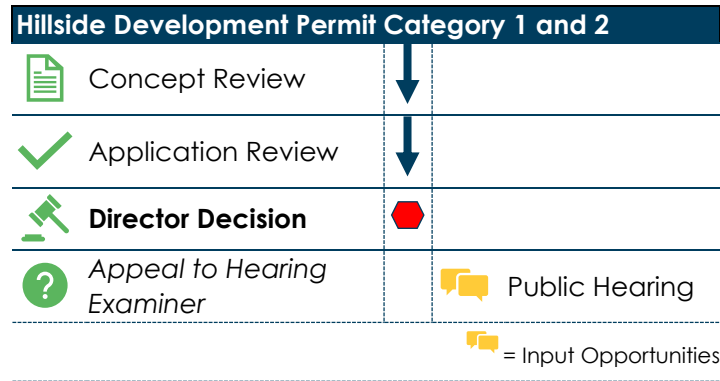 Hillside Development Permit Category 1 and 2
Concept Review
Application Review
Director Decision
Appeal to Hearing
Examiner
?
Public Hearing
= Input Opportunities